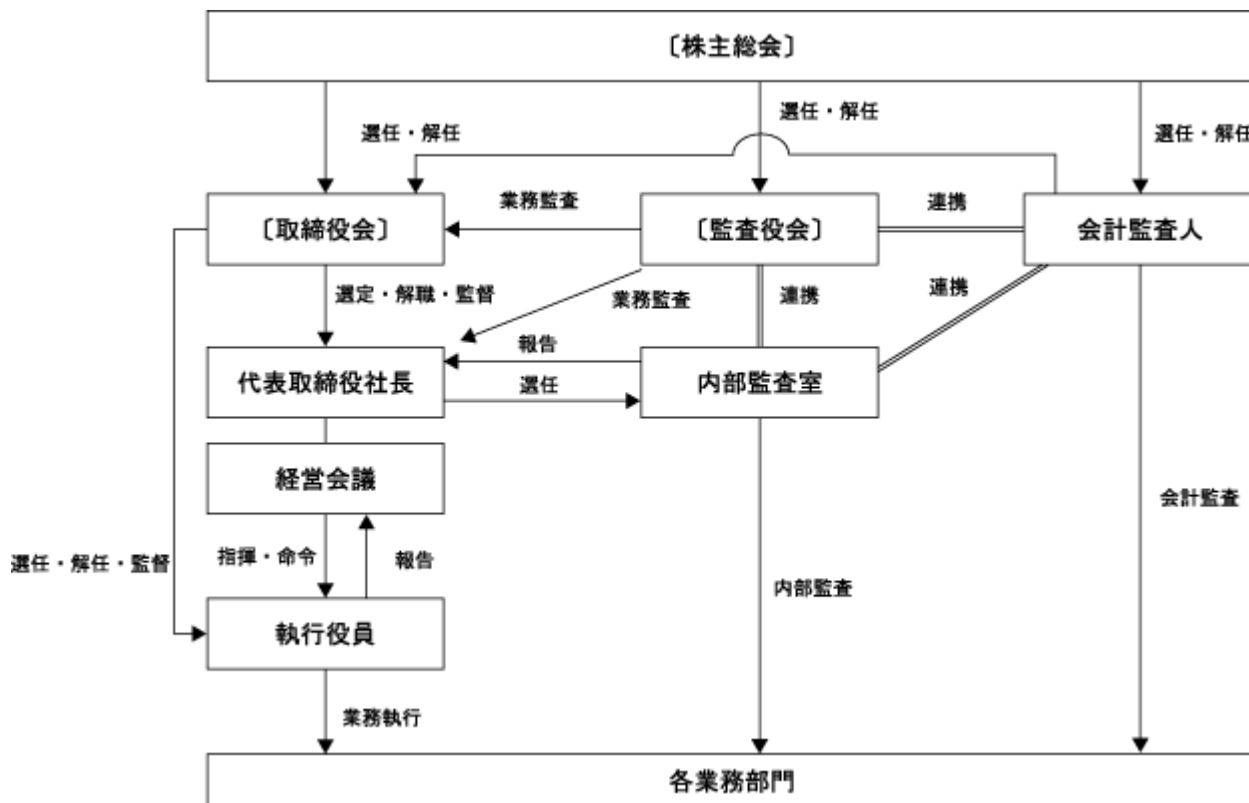 〔株主総会〕
選任・解任
選任・解任
選任・解任
〔取締役会〕
業務監査
〔監査役会〕
連携
会計監査人
選定・解職・監督
業務監査
連携
連携
報告
代表取締役社長
選任
内部監査室
経営会議
会計監査
選任・解任・監督
指揮・命令
報告
内部監査
執行役員
業務執行
各業務部門